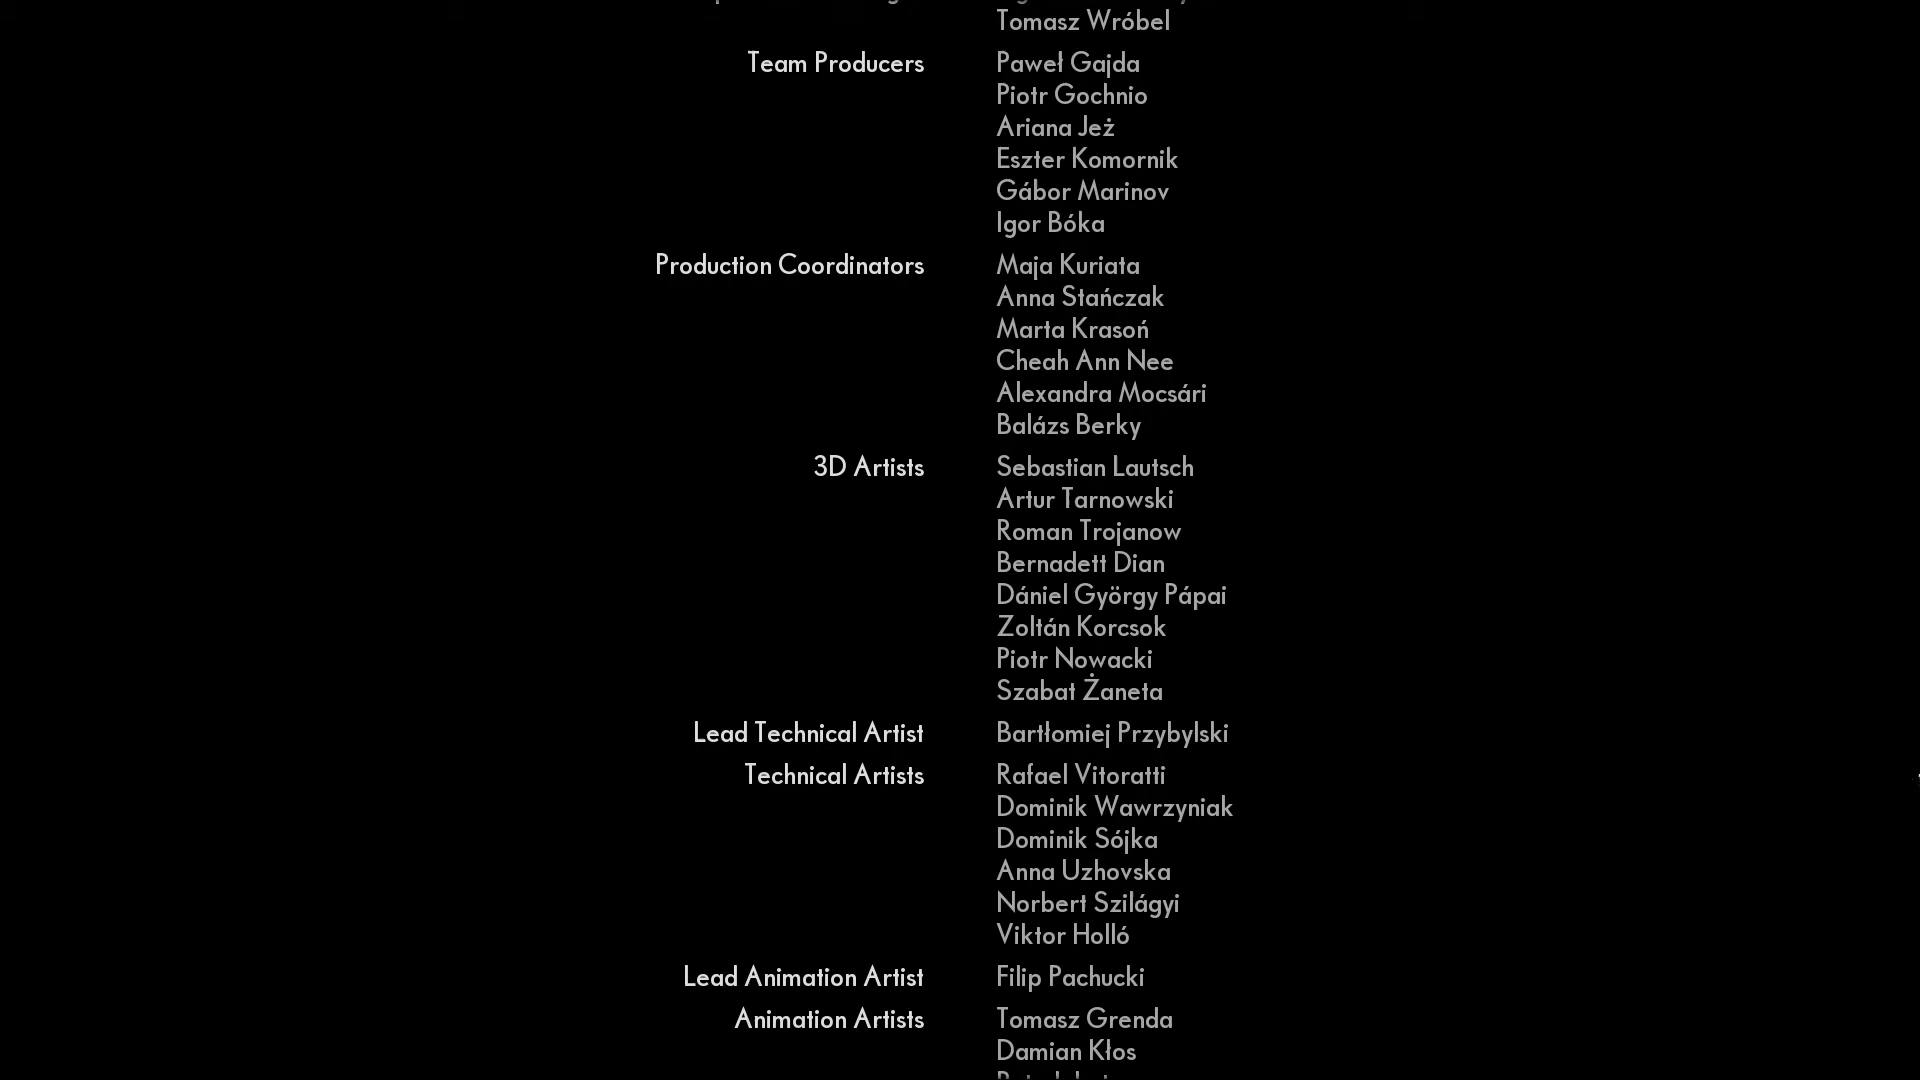 Tomasz Wróbel
Team Producers Paweł Gajda
Piotr Gochnio
Ariana Jeż
Eszter Komornik
Gábor Marinov
Igor Bóka
Production Coordinators Maja Kuriata
Anna Stańczak
Marta Krasoń
Cheah Ann Nee
Alexandra Mocsári
Balázs Berky
3D Artists Sebastian Lautsch
Artur Tarnowski
Roman Trojanow
Bernadett Dian
Dániel György Pápai
Zoltán Korcsok
Piotr Nowacki
Szabat Żaneta
Lead Technical Artist Bartłomiej Przybylski
Technical Artists Rafael Vitoratti
Dominik Wawrzyniak
Dominik Sójka
Anna Uzhovska
Norbert Szilágyi
Viktor Holló
Lead Animation Artist Filip Pachucki
Animation Artists Tomasz Grenda
Damian Kłos